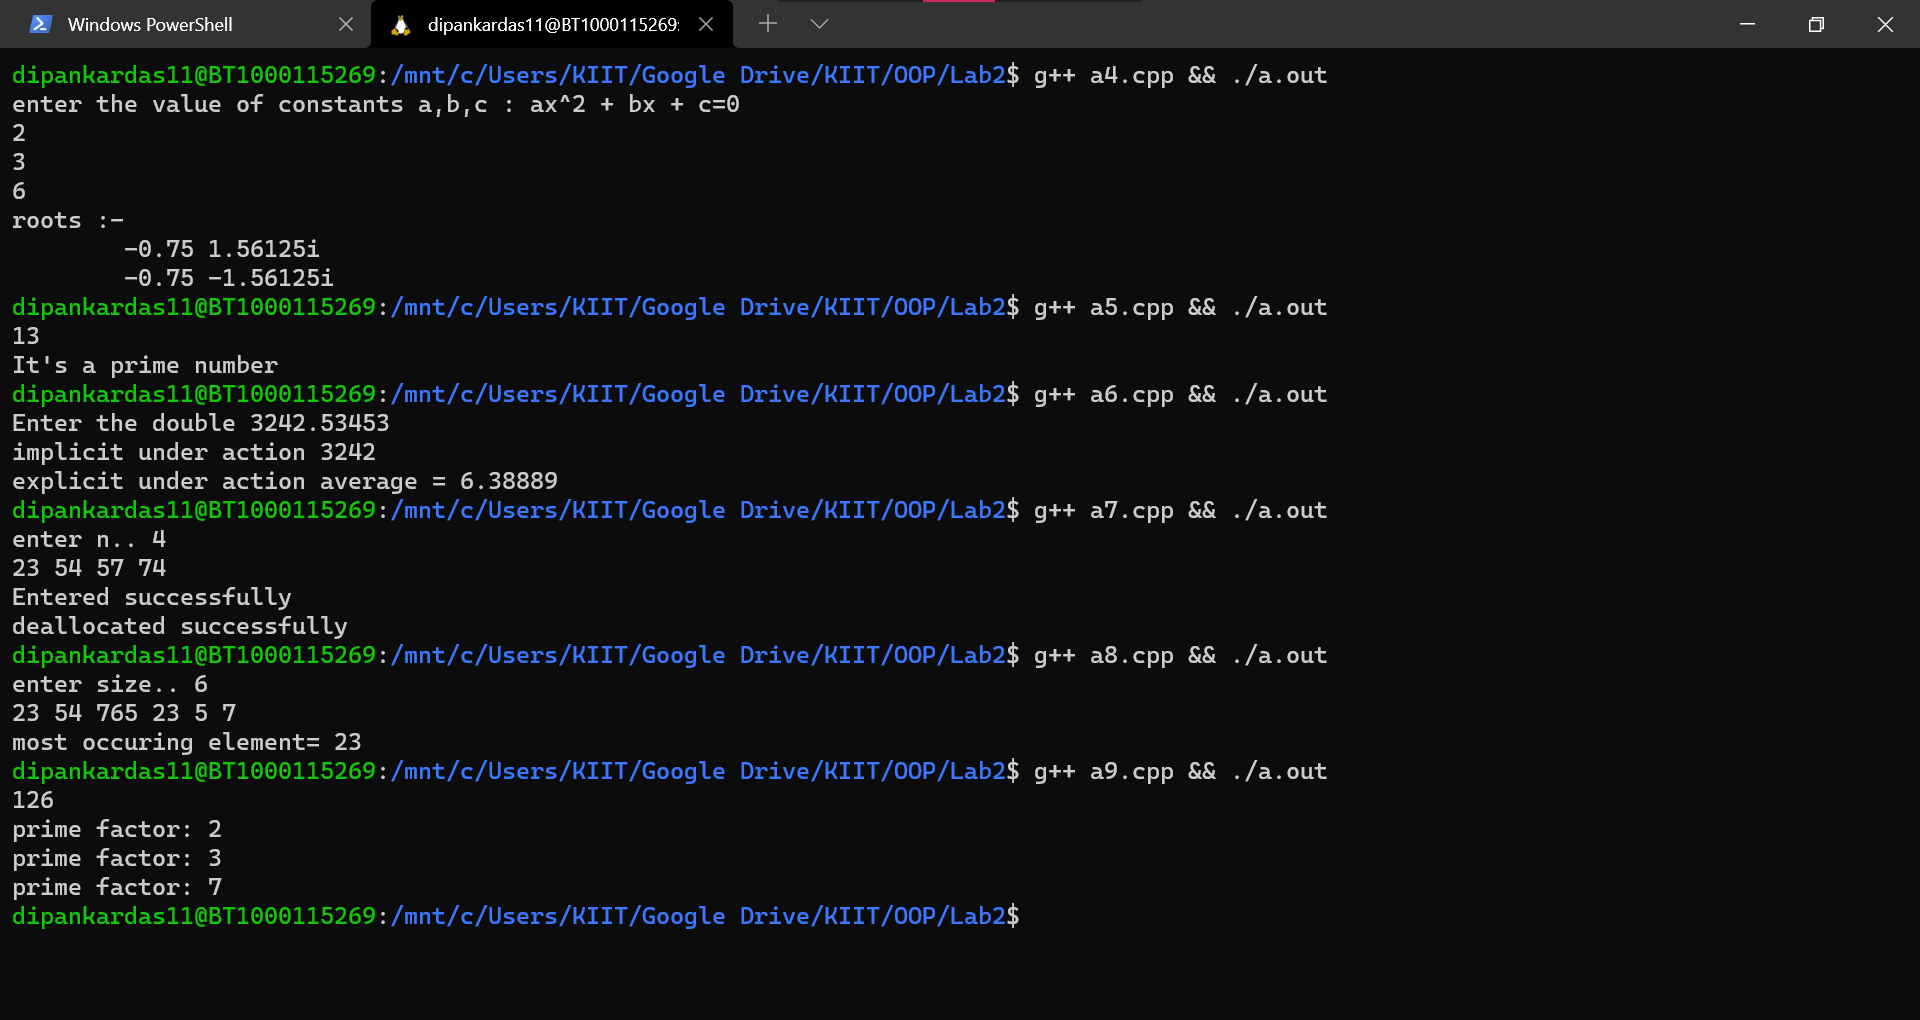 Windows PowerShell
dipankardas11@BT1000115269:
dipankardas11@BT1000115269:/mnt/c/Users/KIIT/Google Drive/KIIT/OOP/Lab2$ g++ a4.cpp && ./a.out
enter the value of constants a,b,c : ax^2 + bx + c=0
2
3
6
roots :-
-0.75 1.56125i
-0.75 -1.56125i
dipankardas11@BT1000115269:/mnt/c/Users/KIIT/Google Drive/KIIT/OOP/Lab2$ g++ a5.cpp && ./a.out
13
It's a prime number
dipankardas11@BT1000115269:/mnt/c/Users/KIIT/Google Drive/KIIT/OOP/Lab2$ g++ a6.cpp && ./a.out
Enter the double 3242.53453
implicit under action 3242
explicit under action average = 6.38889
dipankardas11@BT1000115269:/mnt/c/Users/KIIT/Google Drive/KIIT/OOP/Lab2$ g++ a7.cpp && ./a.out
enter n.. 4
23 54 57 74
Entered successfully
deallocated successfully
dipankardas11@BT1000115269:/mnt/c/Users/KIIT/Google Drive/KIIT/OOP/Lab2$ g++ a8.cpp && ./a.out
enter size.. 6
23 54 765 23 5 7
most occuring element= 23
dipankardas11@BT1000115269:/mnt/c/Users/KIIT/Google Drive/KIIT/OOP/Lab2$ g++ a9.cpp && ./a.out
126
prime factor: 2
prime factor: 3
prime factor: 7
dipankardas11@BT1000115269:/mnt/c/Users/KIIT/Google Drive/KIIT/OOP/Lab2$